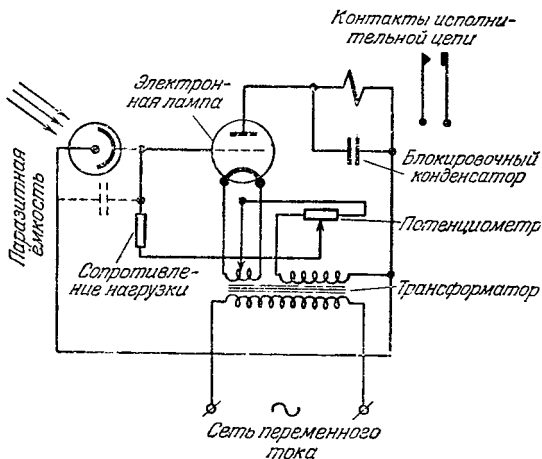 Контакты исполни-
тельной цепи
Электрон-
ная лампа
Блокировочный
конденсатор
Паразитная
ёмкость
Потенциометр
Сопротивле-
ние нагрузки
Трансформатор
Сеть переменного
тока